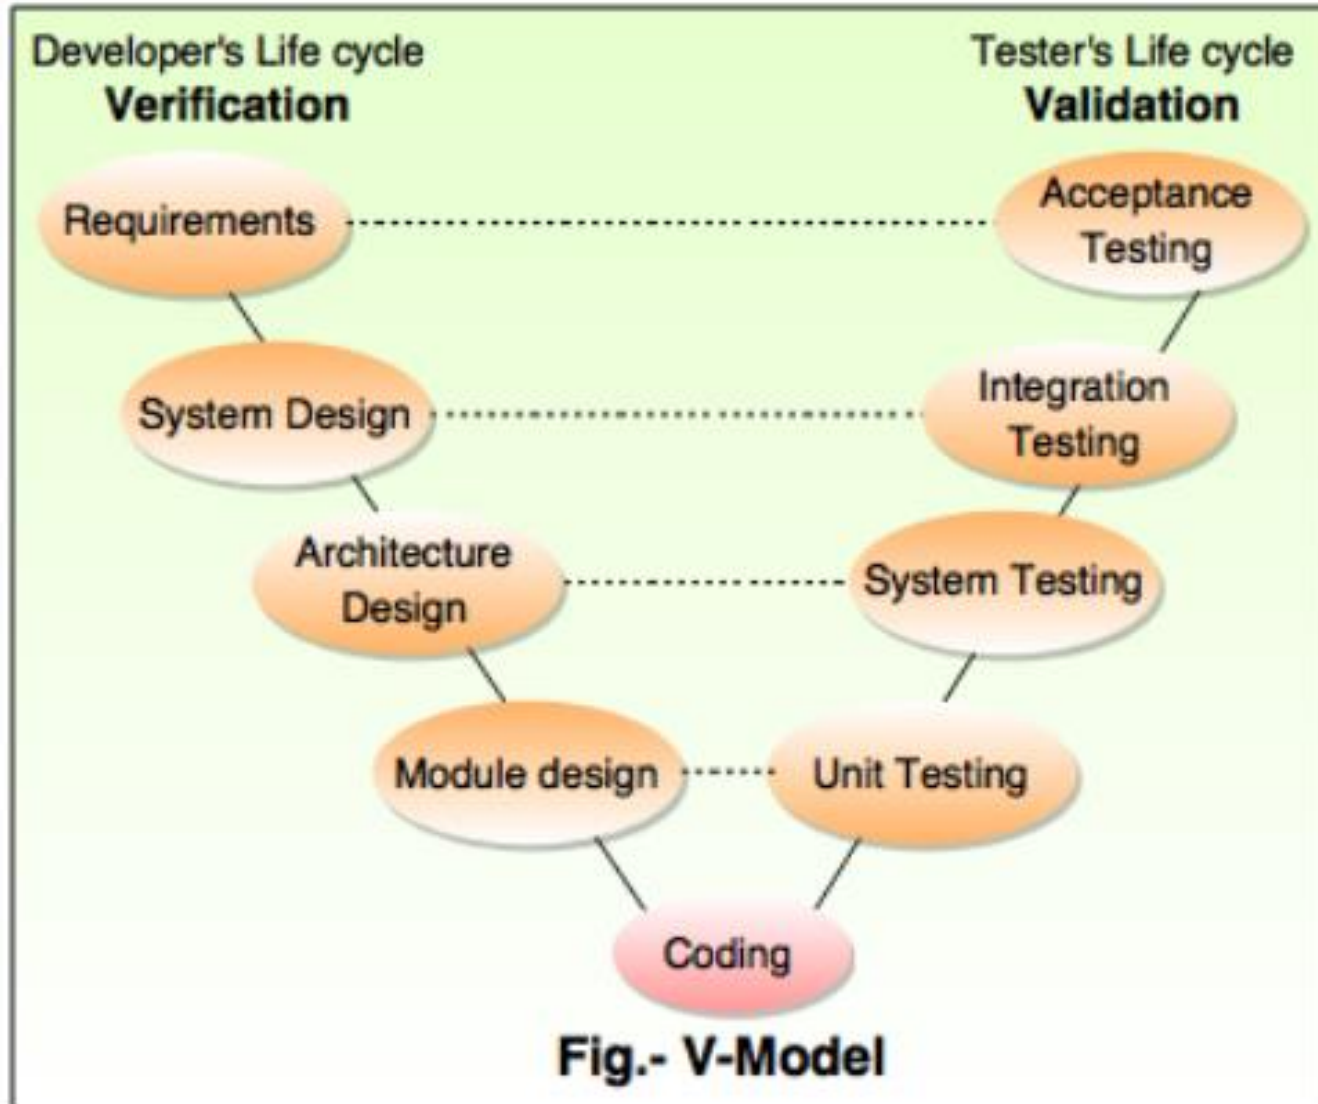 Developer's Life cycle
Verification
Tester's Life cycle
Validation
Requirements
Acceptance
Testing
System Design
Integration
Testing
Architecture
Design
System Testing
Module design
Unit Testing
Coding
Fig.- V-Model